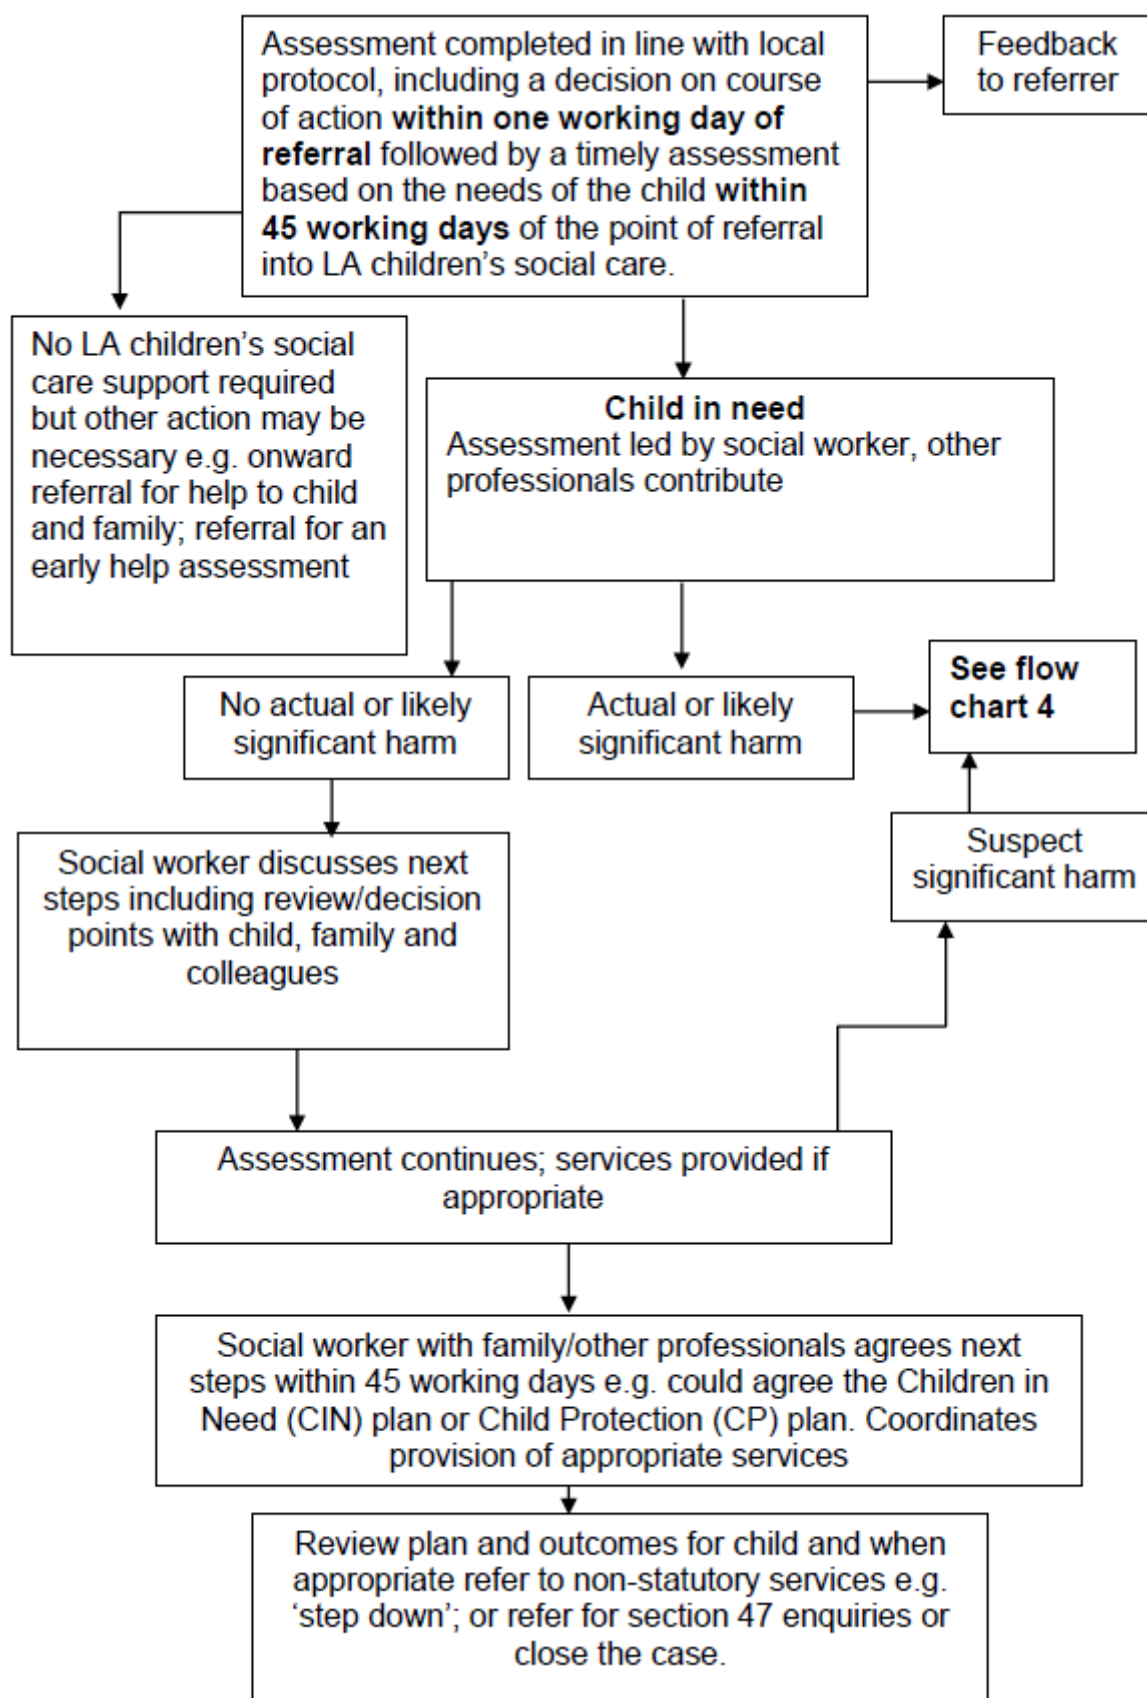 Assessment completed in line with local
protocol, including a decision on course
of action within one working day of
referral followed by a timely assessment
based on the needs of the child within
45 working days of the point of referral
into LA children’s social care.
Feedback
to referrer
No LA children’s social
care support required
but other action may be
necessary e.g. onward
referral for help to child
and family; referral for an
early help assessment
Child in need
Assessment led by social worker, other
professionals contribute
No actual or likely
significant harm
Actual or likely
significant harm
See flow
chart 4
Suspect
significant harm
Social worker discusses next
steps including review/decision
points with child, family and
colleagues
Assessment continues; services provided if
appropriate
Social worker with family/other professionals agrees next
steps within 45 working days e.g. could agree the Children in
Need (CIN) plan or Child Protection (CP) plan. Coordinates
provision of appropriate services
Review plan and outcomes for child and when
appropriate refer to non-statutory services e.g.
‘step down’; or refer for section 47 enquiries or
close the case.